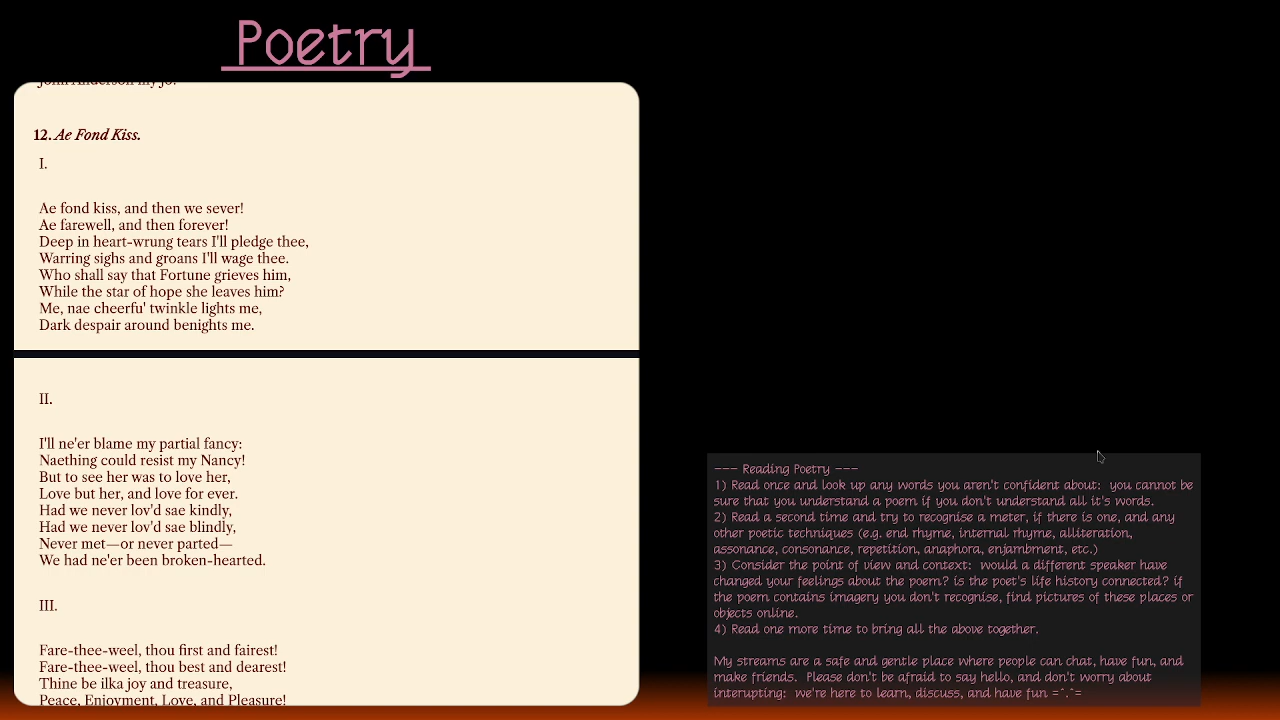 Poetry
John Anderson my jo.
12. Ae Fond Kiss.
I.
Ae fond kiss, and then we sever!
Ae farewell, and then forever!
Deep in heart-wrung tears I'll pledge thee,
Warring sighs and groans I'll wage thee.
Who shall say that Fortune grieves him,
While the star of hope she leaves him?
Me, nae cheerfu' twinkle lights me,
Dark despair around benights me.
II.
I'll ne'er blame my partial fancy:
Naething could resist my Nancy!
But to see her was to love her,
Love but her, and love for ever.
Had we never lov'd sae kindly,
Had we never lov'd sae blindly,
Never met—or never parted—
We had ne'er been broken-hearted.
III.
Fare-thee-weel, thou first and fairest!
Fare-thee-weel, thou best and dearest!
Thine be ilka joy and treasure,
Peace, Enjoyment, Love, and Pleasure!
--- Reading Poetry ---
1) Read once and look up any words you aren't confident about: you cannot be
sure that you understand a poem if you don't understand all it's words.
2) Read a second time and try to recognise a meter, if there is one, and any
other poetic techniques (e.g. end rhyme, internal rhyme, alliteration,
assonance, consonance, repetition, anaphora, enjambment, etc.)
3) Consider the point of view and context: would a different speaker have
changed your feelings about the poem? is the poet's life history connected? if
the poem contains imagery you don't recognise, find pictures of these places or
objects online.
4) Read one more time to bring all the above together.
My streams are a safe and gentle place where people can chat, have fun, and
make friends. Please don't be afraid to say hello, and don't worry about
interupting: we're here to learn, discuss, and have fun =^.^=